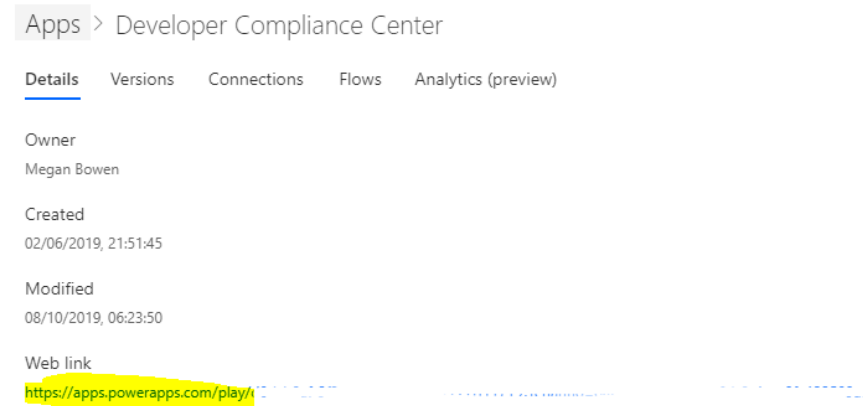 Apps > Developer Compliance Center
Details Versions Connections Flows Analytics (preview)
Owner
Megan Bowen
Created
02/06/2019, 21:51:45
Modified
08/10/2019, 06:23:50
Web link
https://apps.powerapps.com/play/